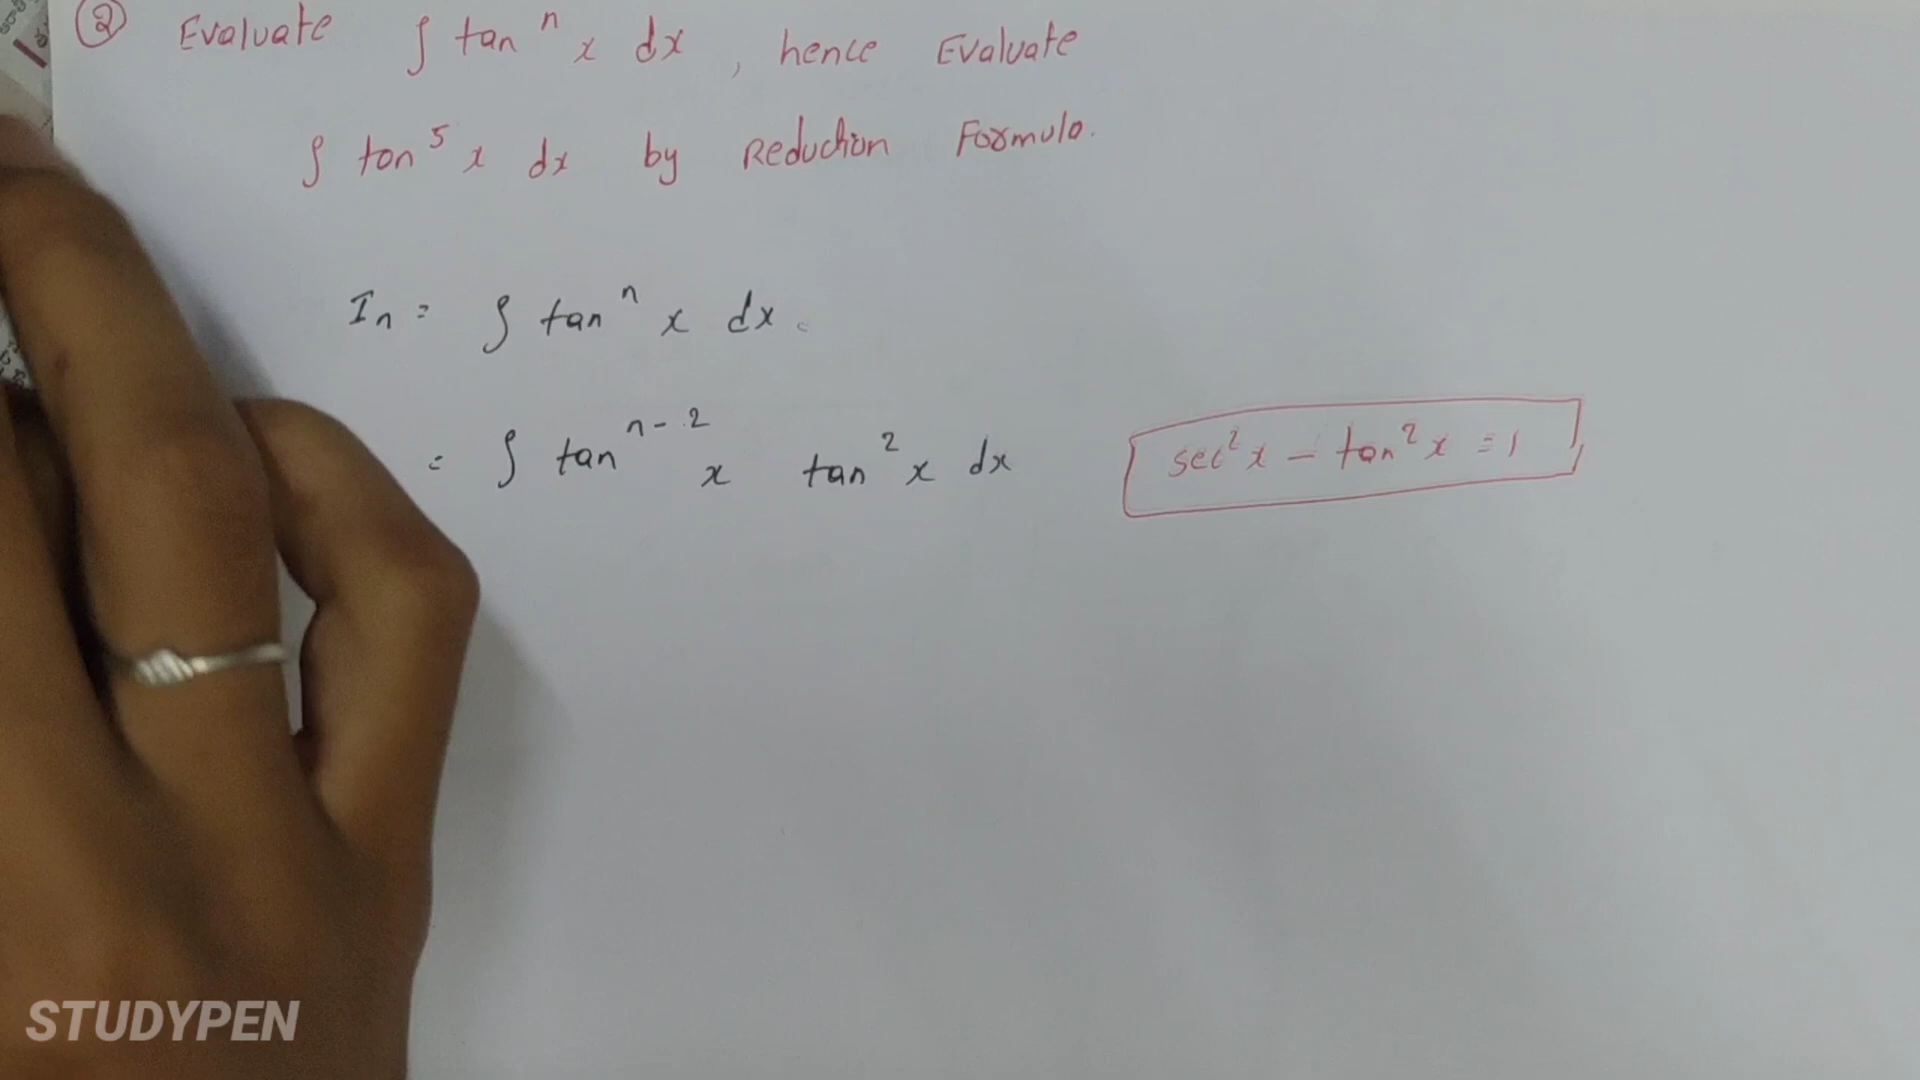 ② Evaluate ∫ tanⁿ x dx , hence Evaluate
∫ tan⁵ x dx by Reduction Formula.
Iₙ = ∫ tanⁿ x dx .
= ∫ tanⁿ⁻² x tan² x dx
sec² x - tan² x = 1
STUDYPEN